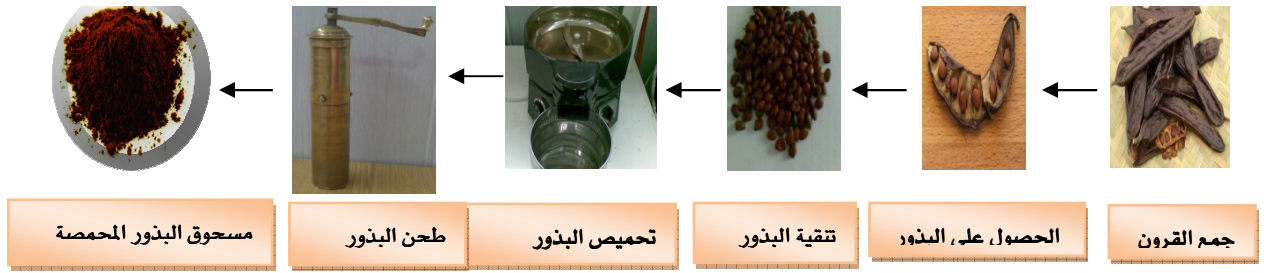 جمع القرون
الحصول على البذور
تنقية البذور
تحميص البذور
طحن البذور
مسحوق البذور المحمصة